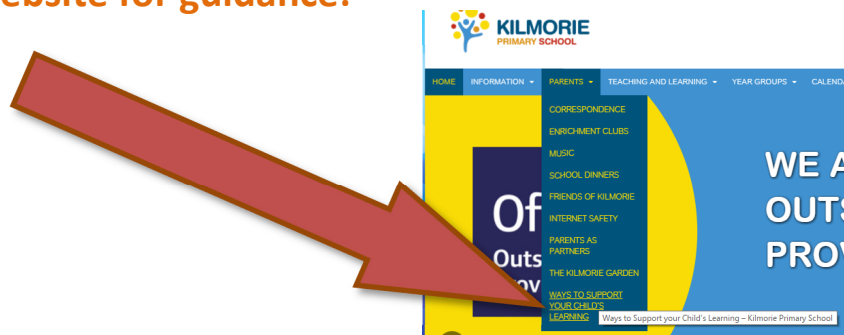 ebsite for guidance:
KILMORIE
PRIMARY SCHOOL
HOME INFORMATION PARENTS TEACHING AND LEARNING YEAR GROUPS CALENDA
CORRESPONDENCE
ENRICHMENT CLUBS
MUSIC
SCHOOL DINNERS
FRIENDS OF KILMORIE
INTERNET SAFETY
PARENTS AS
PARTNERS
THE KILMORIE GARDEN
WAYS TO SUPPORT
YOUR CHILD'S
LEARNING
Of
Outs
rov
WE A
OUTS
PROV
Ways to Support your Child's Learning – Kilmorie Primary School